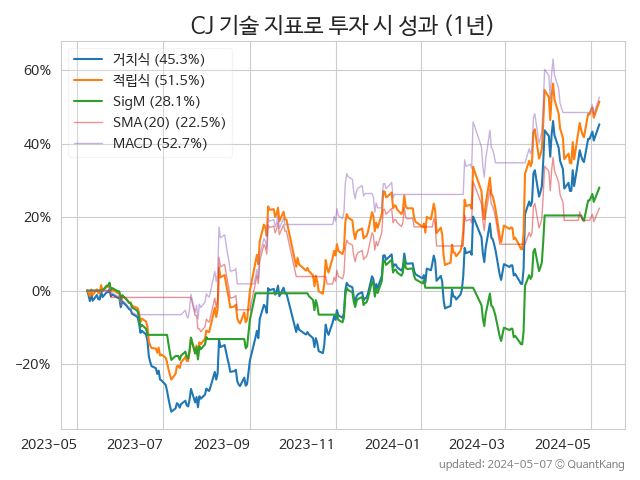 CJ 기술 지표로 투자 시 성과 (1년)
거치식 (45.3%)
적립식 (51.5%)
SigM (28.1%)
SMA(20) (22.5%)
MACD (52.7%)
60%
40%
20%
0%
−20%
2023-05 2023-07 2023-09 2023-11 2024-01 2024-03 2024-05
updated: 2024-05-07 © QuantKang